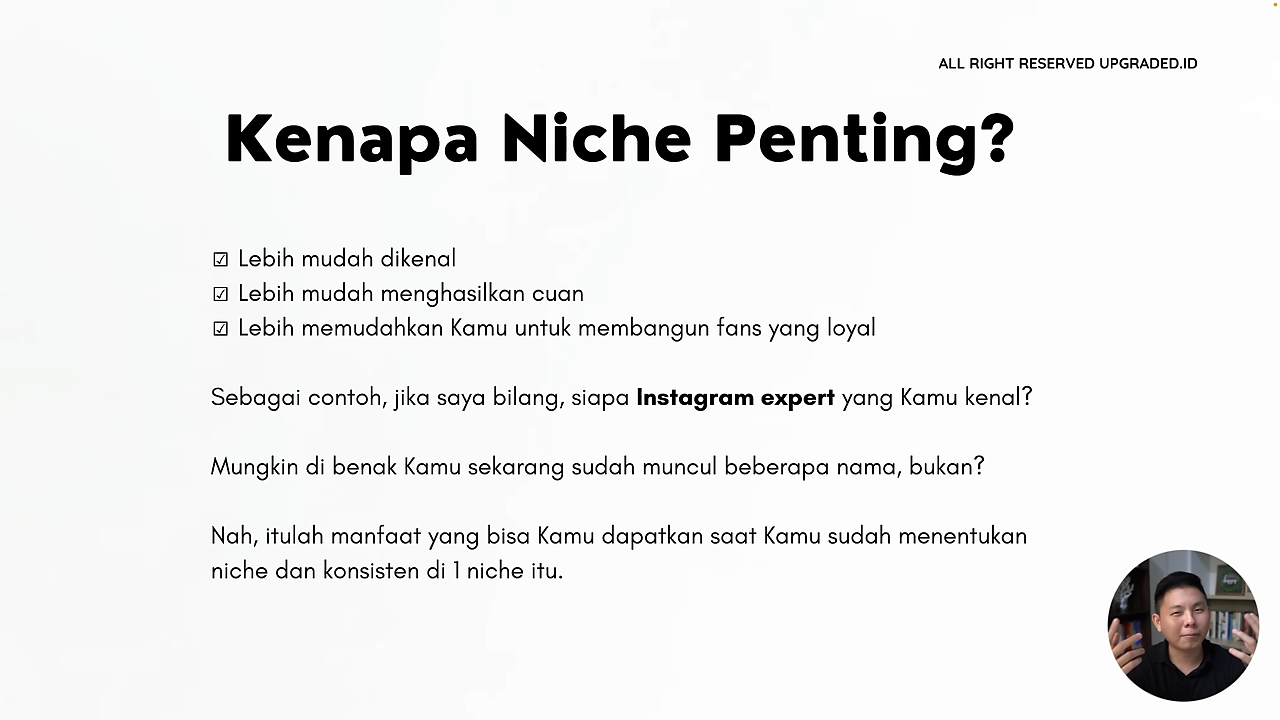 ALL RIGHT RESERVED UPGRADED.ID
Kenapa Niche Penting?
☑ Lebih mudah dikenal
☑ Lebih mudah menghasilkan cuan
☑ Lebih memudahkan Kamu untuk membangun fans yang loyal
Sebagai contoh, jika saya bilang, siapa Instagram expert yang Kamu kenal?
Mungkin di benak Kamu sekarang sudah muncul beberapa nama, bukan?
Nah, itulah manfaat yang bisa Kamu dapatkan saat Kamu sudah menentukan
niche dan konsisten di 1 niche itu.